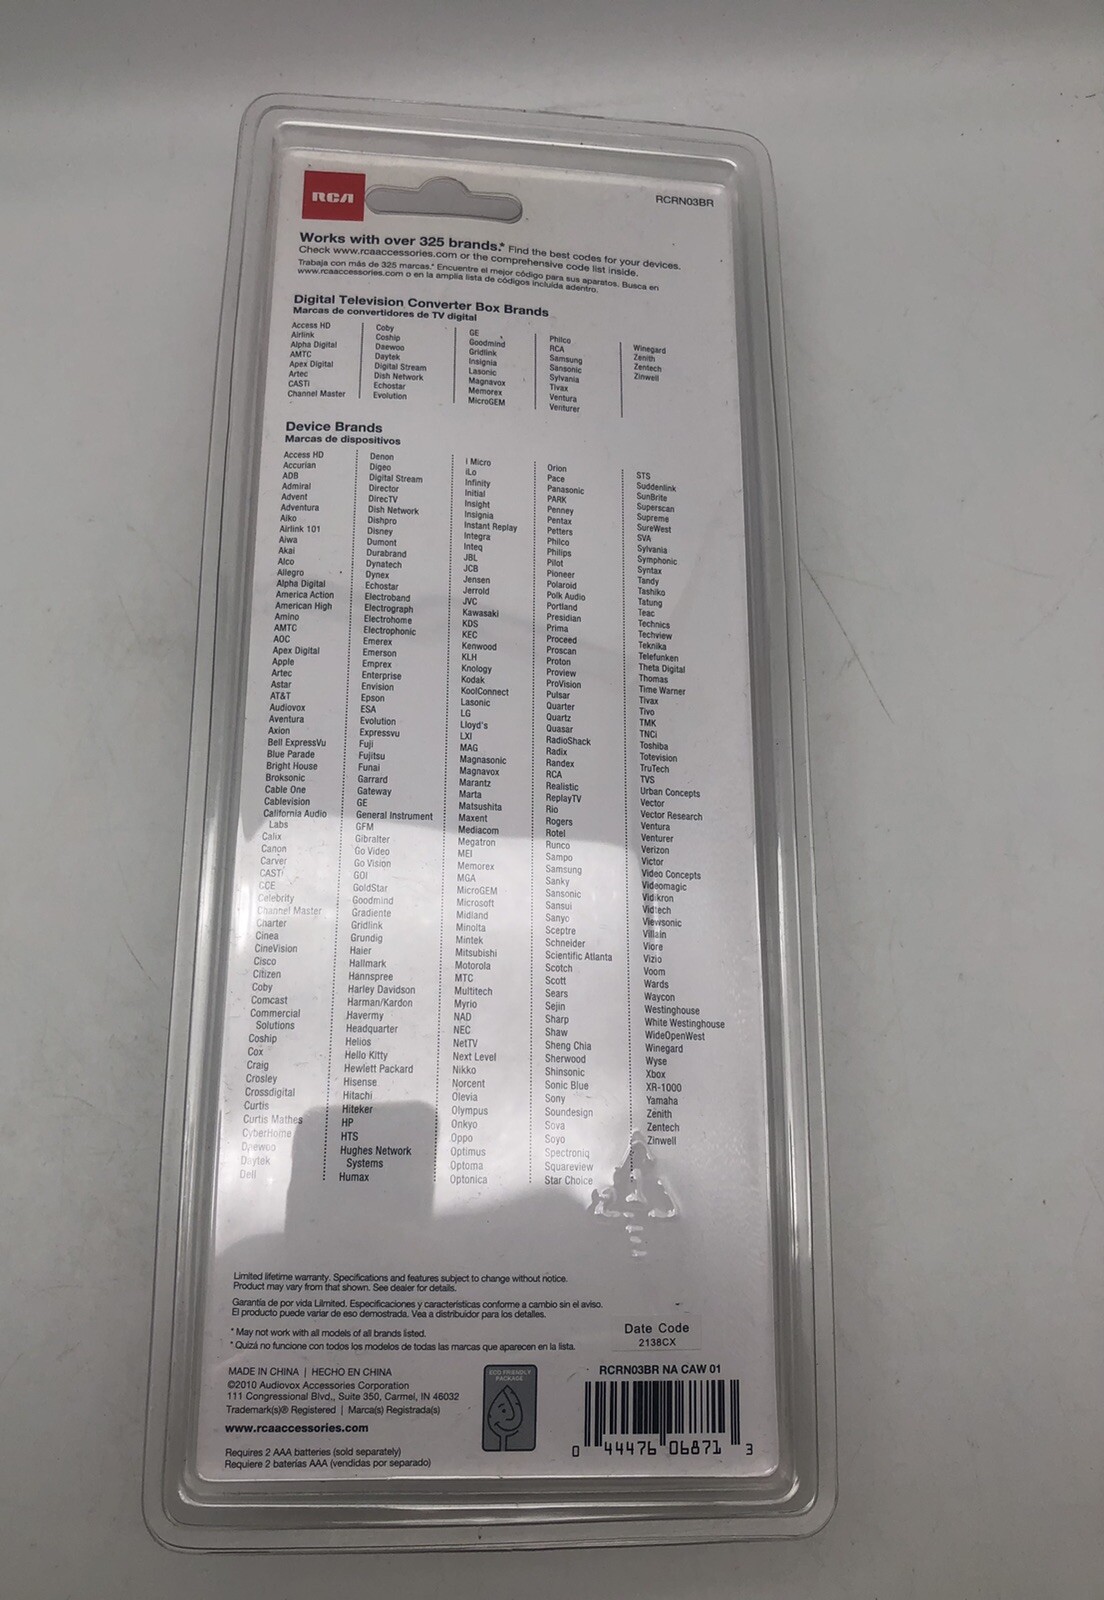 RCA
RCRN03BR
Works with over 325 brands.* Find the best codes for your devices.
Check www.rcaaccessories.com or the comprehensive code list inside.
Trabaja con más de 325 marcas.* Encuentre el mejor código para sus aparatos. Busca en
www.rcaaccessories.com o en la amplia lista de códigos incluida adentro.
Digital Television Converter Box Brands
Marcas de convertidores de TV digital
Access HD
Airlink
Alpha Digital
AMTC
Apex Digital
Artec
CASTi
Channel Master
Coby
Coship
Daewoo
Daytek
Digital Stream
Dish Network
Echostar
Evolution
GE
Goodmind
Gridlink
Insignia
Lasonic
Magnavox
Memorex
MicroGEM
Philco
RCA
Samsung
Sansonic
Sylvania
Tivax
Ventura
Venturer
Winegard
Zenith
Zentech
Zinwell
Device Brands
Marcas de dispositivos
Access HD
Accurian
ADB
Admiral
Advent
Adventura
Aiko
Airlink 101
Aiwa
Akai
Alco
Allegro
Alpha Digital
America Action
American High
Amino
AMTC
AOC
Apex Digital
Apple
Artec
Astar
AT&T
Audiovox
Aventura
Axion
Bell ExpressVu
Blue Parade
Bright House
Broksonic
Cable One
Cablevision
California Audio
Labs
Calix
Canon
Carver
CASTi
CCE
Celebrity
Channel Master
Charter
Cinea
CineVision
Cisco
Citizen
Coby
Comcast
Commercial
Solutions
Coship
Cox
Craig
Crosley
Crossdigital
Curtis
Curtis Mathes
CyberHome
Daewoo
Daytek
Dell
Denon
Digeo
Digital Stream
Director
DirecTV
Dish Network
Dishpro
Disney
Dumont
Durabrand
Dynatech
Dynex
Echostar
Electroband
Electrograph
Electrohome
Electrophonic
Emerex
Emerson
Emprex
Enterprise
Envision
Epson
ESA
Evolution
Expressvu
Fuji
Fujitsu
Funai
Garrard
Gateway
GE
General Instrument
GFM
Gibralter
Go Video
Go Vision
GOI
GoldStar
Goodmind
Gradiente
Gridlink
Grundig
Haier
Hallmark
Hannspree
Harley Davidson
Harman/Kardon
Havermy
Headquarter
Helios
Hello Kitty
Hewlett Packard
Hisense
Hitachi
Hiteker
HP
HTS
Hughes Network
Systems
Humax
i Micro
iLo
Infinity
Initial
Insight
Insignia
Instant Replay
Integra
Inteq
JBL
JCB
Jensen
Jerrold
JVC
Kawasaki
KDS
KEC
Kenwood
KLH
Knology
Kodak
KoolConnect
Lasonic
LG
Lloyd's
LXI
MAG
Magnasonic
Magnavox
Marantz
Marta
Matsushita
Maxent
Mediacom
Megatron
MEI
Memorex
MGA
MicroGEM
Microsoft
Midland
Minolta
Mintek
Mitsubishi
Motorola
MTC
Multitech
Myrio
NAD
NEC
NetTV
Next Level
Nikko
Norcent
Olevia
Olympus
Onkyo
Oppo
Optimus
Optoma
Optonica
Orion
Pace
Panasonic
PARK
Penney
Pentax
Petters
Philco
Philips
Pilot
Pioneer
Polaroid
Polk Audio
Portland
Presidian
Prima
Proceed
Proscan
Proton
Proview
ProVision
Pulsar
Quarter
Quartz
Quasar
RadioShack
Radix
Randex
RCA
Realistic
ReplayTV
Rio
Rogers
Rotel
Runco
Sampo
Samsung
Sanky
Sansonic
Sansui
Sanyo
Sceptre
Schneider
Scientific Atlanta
Scotch
Scott
Sears
Sejin
Sharp
Shaw
Sheng Chia
Sherwood
Shinsonic
Sonic Blue
Sony
Soundesign
Sova
Soyo
Spectroniq
Squareview
Star Choice
STS
Suddenlink
SunBrite
Superscan
Supreme
SureWest
SVA
Sylvania
Symphonic
Syntax
Tandy
Tashiko
Tatung
Teac
Technics
Techview
Teknika
Telefunken
Theta Digital
Thomas
Time Warner
Tivax
Tivo
TMK
TNCi
Toshiba
Totevision
TruTech
TVS
Urban Concepts
Vector
Vector Research
Ventura
Venturer
Verizon
Victor
Video Concepts
Videomagic
Vidikron
Vidtech
Viewsonic
Villain
Viore
Vizio
Voom
Wards
Waycon
Westinghouse
White Westinghouse
WideOpenWest
Winegard
Wyse
Xbox
XR-1000
Yamaha
Zenith
Zentech
Zinwell
Limited lifetime warranty. Specifications and features subject to change without notice.
Product may vary from that shown. See dealer for details.
Garantía de por vida Liìmited. Especificaciones y características conforme a cambio sin el aviso.
El producto puede variar de eso demostrada. Vea a distribuidor para los detalles.
* May not work with all models of all brands listed.
* Quizá no funcione con todos los modelos de todas las marcas que aparecen en la lista.
Date Code
2138CX
MADE IN CHINA | HECHO EN CHINA
©2010 Audiovox Accessories Corporation
111 Congressional Blvd., Suite 350, Carmel, IN 46032
Trademark(s)® Registered | Marca(s) Registrada(s)
www.rcaaccessories.com
Requires 2 AAA batteries (sold separately)
Requiere 2 baterías AAA (vendidas por separado)
ECO FRIENDLY
PACKAGE
RCRN03BR NA CAW 01
0 44476 06871 3